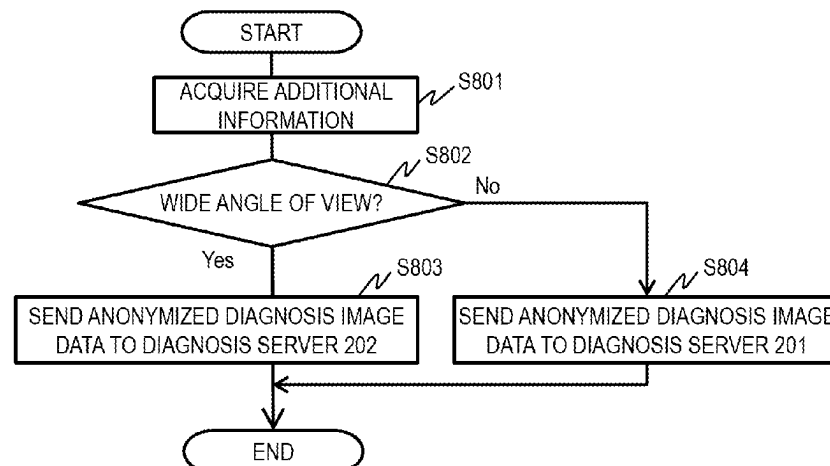 START
ACQUIRE ADDITIONAL
INFORMATION
S801
S802
WIDE ANGLE OF VIEW?
No
Yes
S803
SEND ANONYMIZED DIAGNOSIS IMAGE
DATA TO DIAGNOSIS SERVER 202
S804
SEND ANONYMIZED DIAGNOSIS IMAGE
DATA TO DIAGNOSIS SERVER 201
END